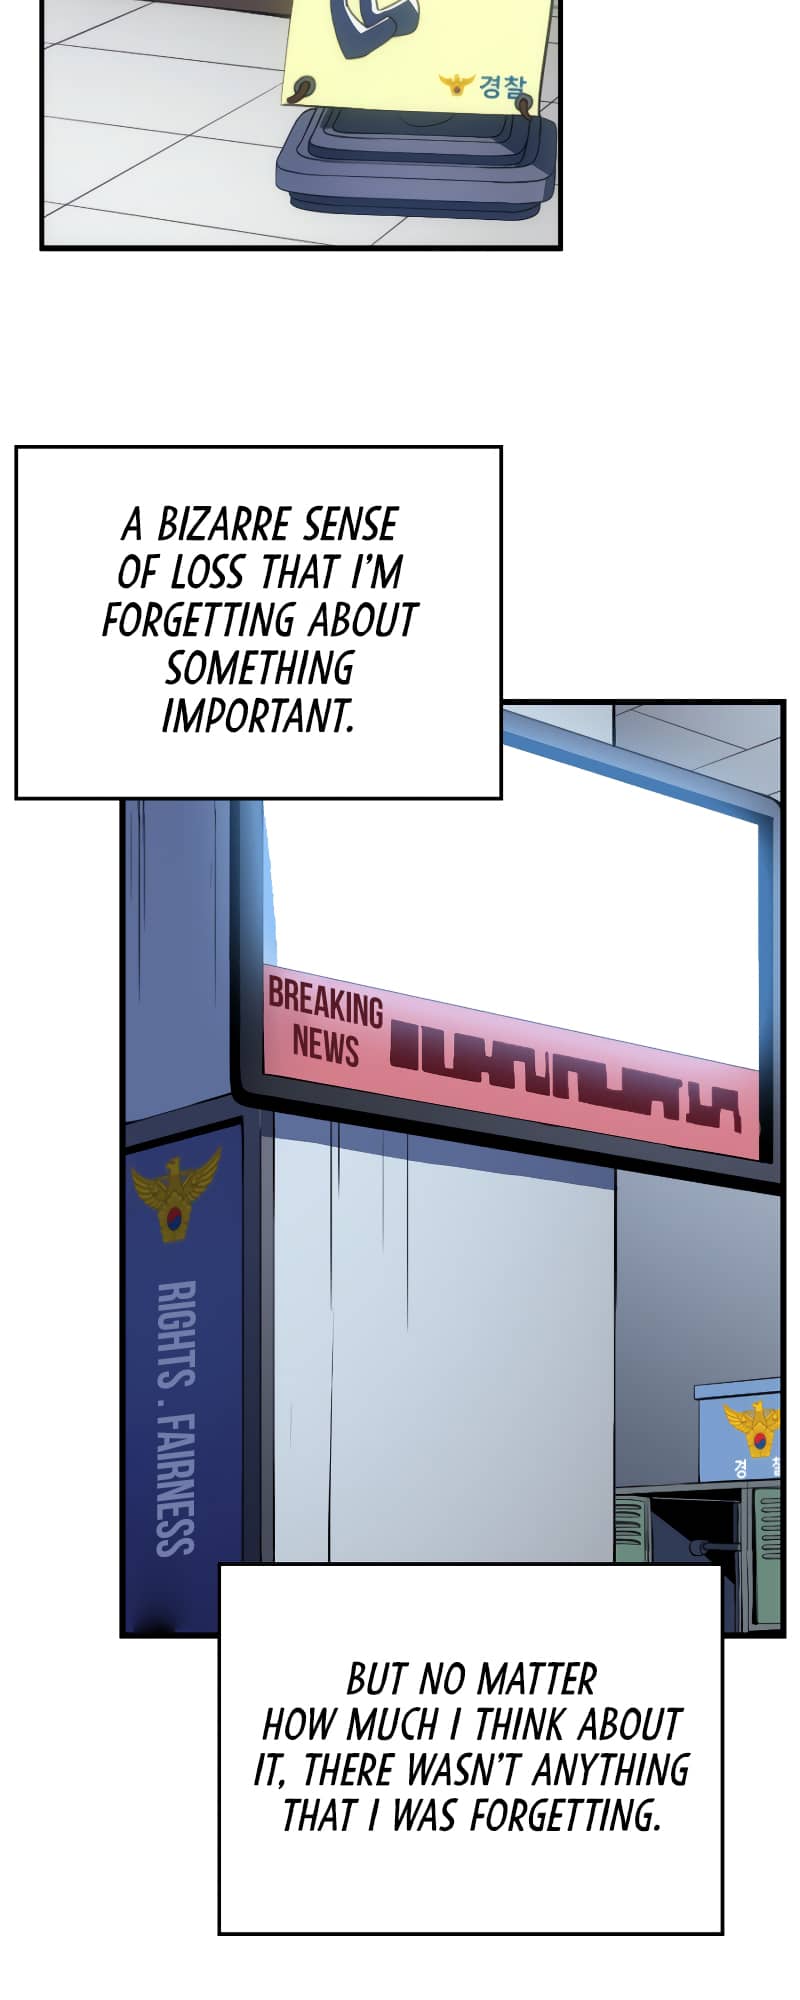 경찰
A BIZARRE SENSE
OF LOSS THAT I'M
FORGETTING ABOUT
SOMETHING
IMPORTANT.
BREAKING
NEWS
RIGHTS . FAIRNESS
경 찰
BUT NO MATTER
HOW MUCH I THINK ABOUT
IT, THERE WASN'T ANYTHING
THAT I WAS FORGETTING.